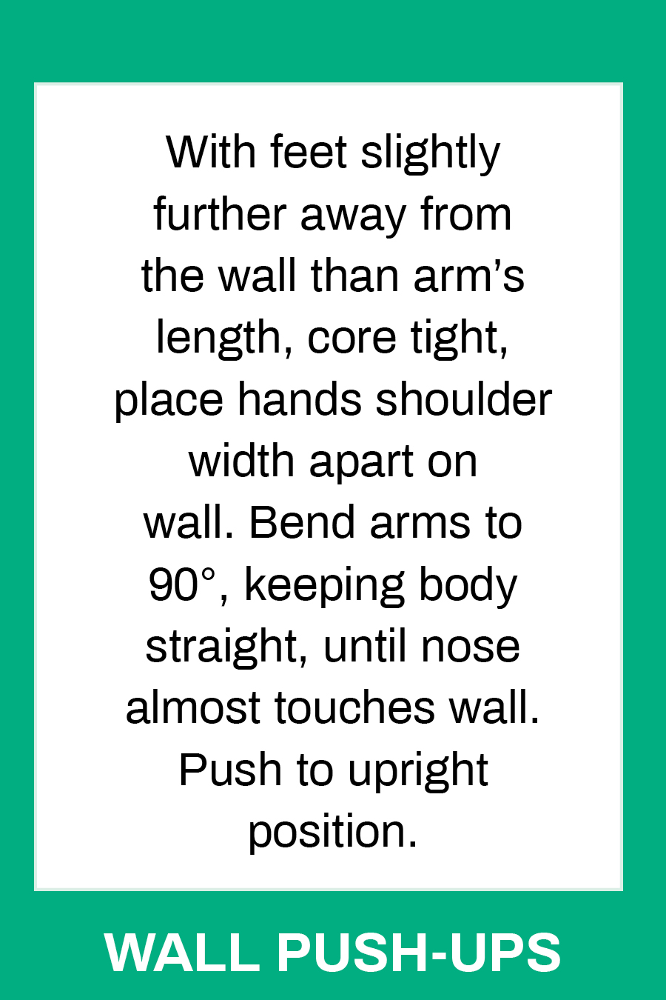 With feet slightly
further away from
the wall than arm’s
length, core tight,
place hands shoulder
width apart on
wall. Bend arms to
90°, keeping body
straight, until nose
almost touches wall.
Push to upright
position.
WALL PUSH-UPS